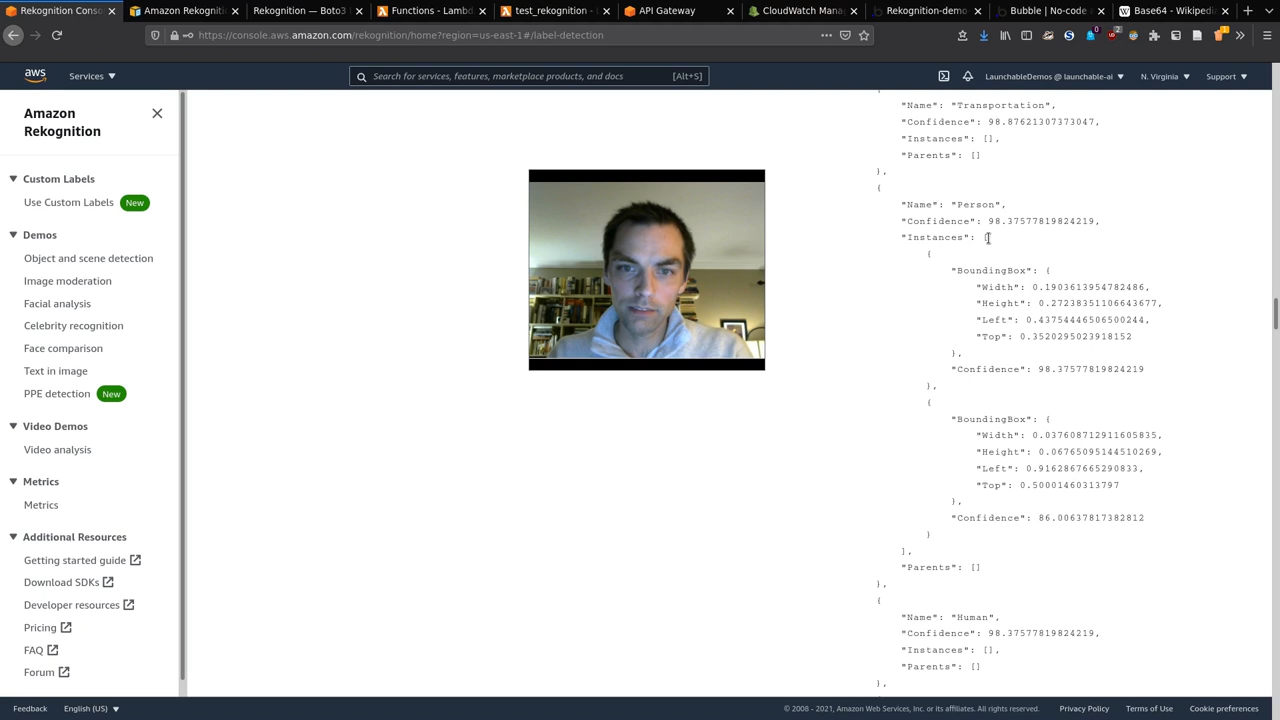 Rekognition Cons
Amazon Rekogniti
Rekognition — Boto3
Functions - Lamb
test_rekognition -
API Gateway
CloudWatch Man
Rekognition-demo
Bubble | No-code
Base64 - Wikiped
https://console.aws.amazon.com/rekognition/home?region=us-east-1#/label-detection
aws
Services
Search for services, features, marketplace products, and docs
[Alt+S]
LaunchableDemos @ launchable-ai
N. Virginia
Support
Amazon
Rekognition
Custom Labels
Use Custom Labels New
Demos
Object and scene detection
Image moderation
Facial analysis
Celebrity recognition
Face comparison
Text in image
PPE detection New
Video Demos
Video analysis
Metrics
Metrics
Additional Resources
Getting started guide
Download SDKs
Developer resources
Pricing
FAQ
Forum
"Name": "Transportation",
"Confidence": 98.87621307373047,
"Instances": [],
"Parents": []
},
{
"Name": "Person",
"Confidence": 98.37577819824219,
"Instances": [
{
"BoundingBox": {
"Width": 0.1903613954782486,
"Height": 0.27238351106643677,
"Left": 0.43754446506500244,
"Top": 0.3520295023918152
},
"Confidence": 98.37577819824219
},
{
"BoundingBox": {
"Width": 0.037608712911605835,
"Height": 0.06765095144510269,
"Left": 0.9162867665290833,
"Top": 0.50001460313797
},
"Confidence": 86.00637817382812
}
],
"Parents": []
},
{
"Name": "Human",
"Confidence": 98.37577819824219,
"Instances": [],
"Parents": []
},
Feedback
English (US)
© 2008 - 2021, Amazon Web Services, Inc. or its affiliates. All rights reserved.
Privacy Policy
Terms of Use
Cookie preferences